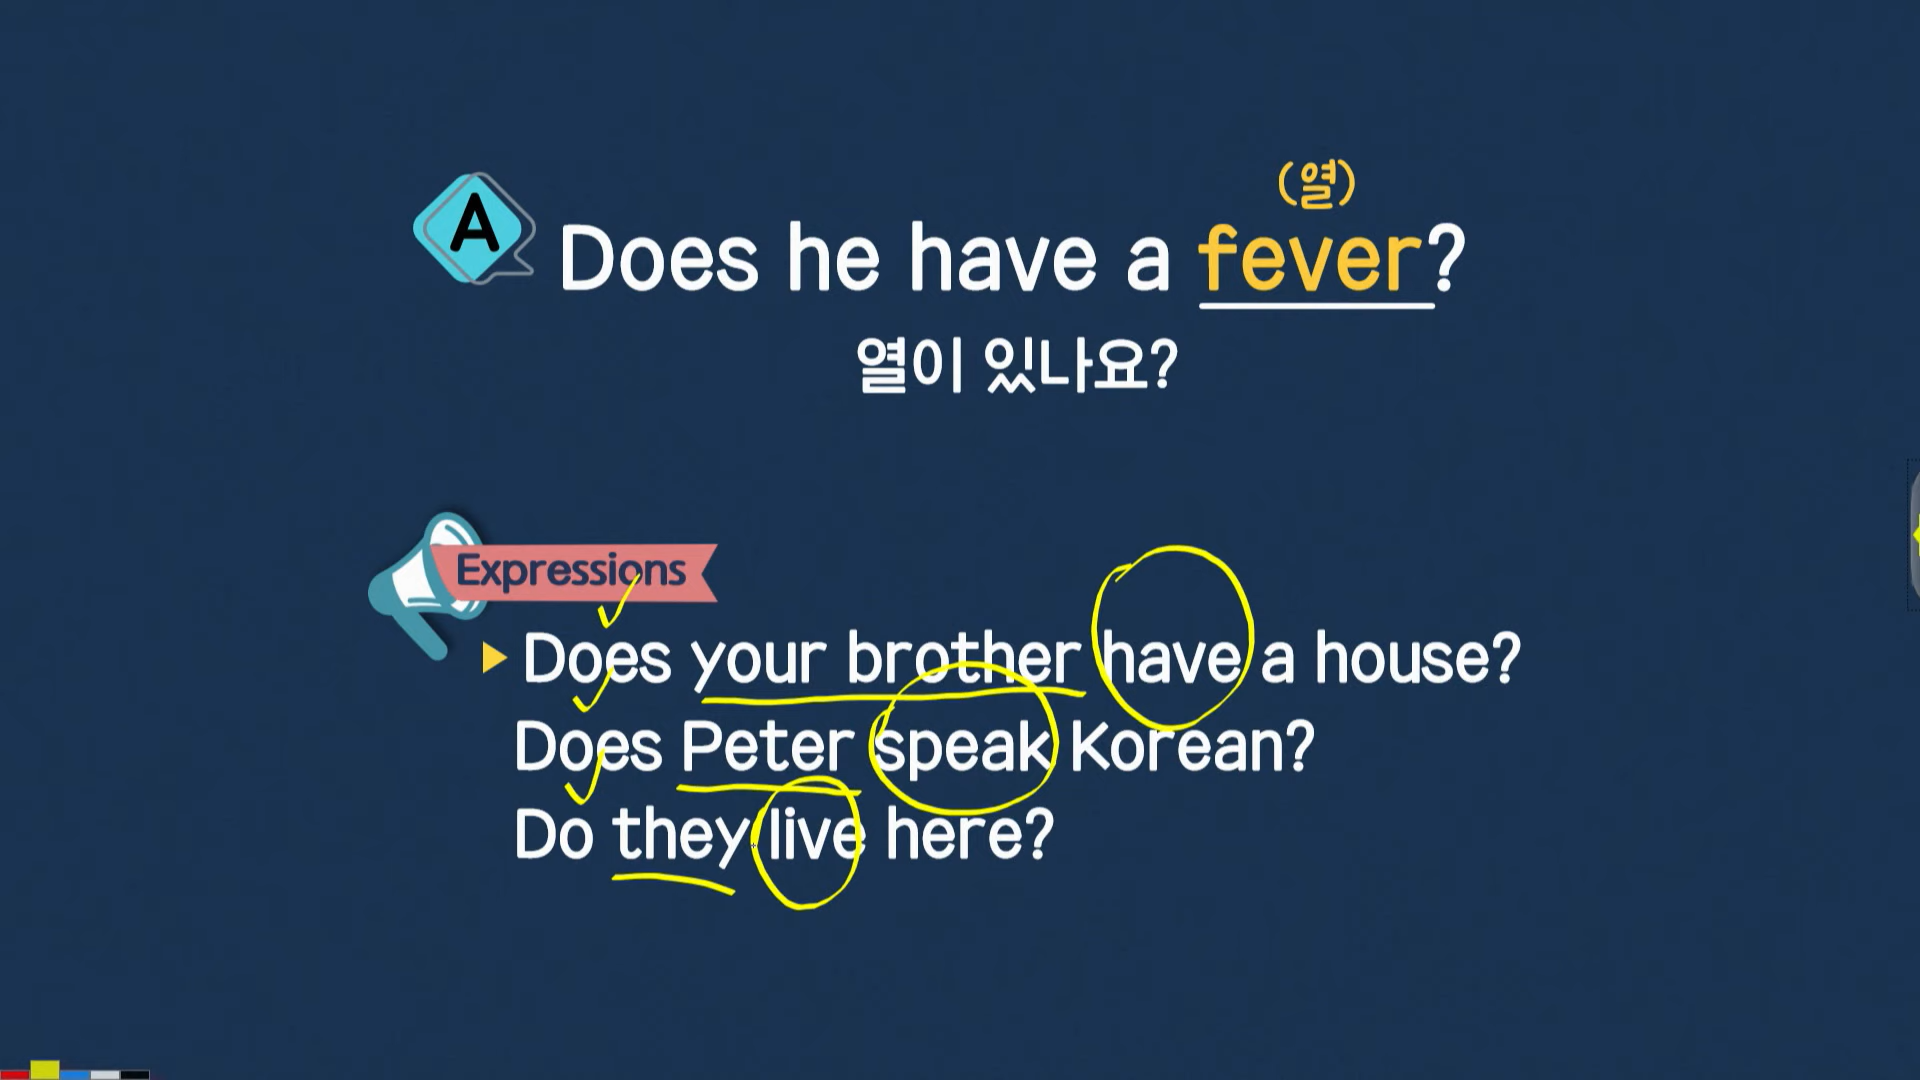 (열)
A Does he have a fever?
열이 있나요?
Expressions
Does your brother have a house?
Does Peter speak Korean?
Do they live here?